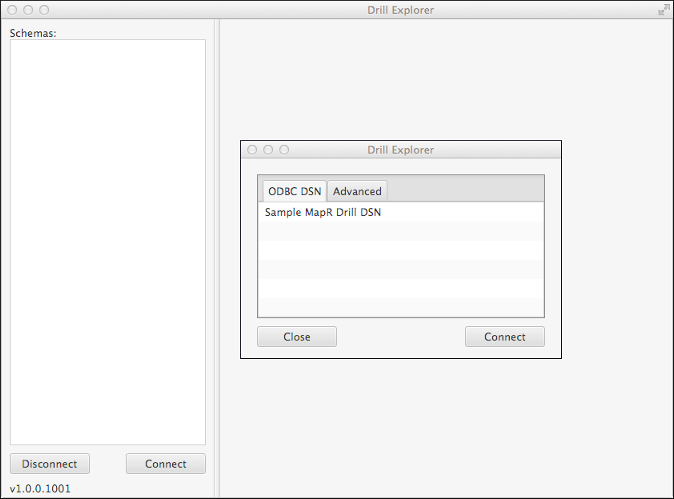 Drill Explorer
Schemas:
Drill Explorer
ODBC DSN Advanced
Sample MapR Drill DSN
Close Connect
Disconnect Connect
v1.0.0.1001